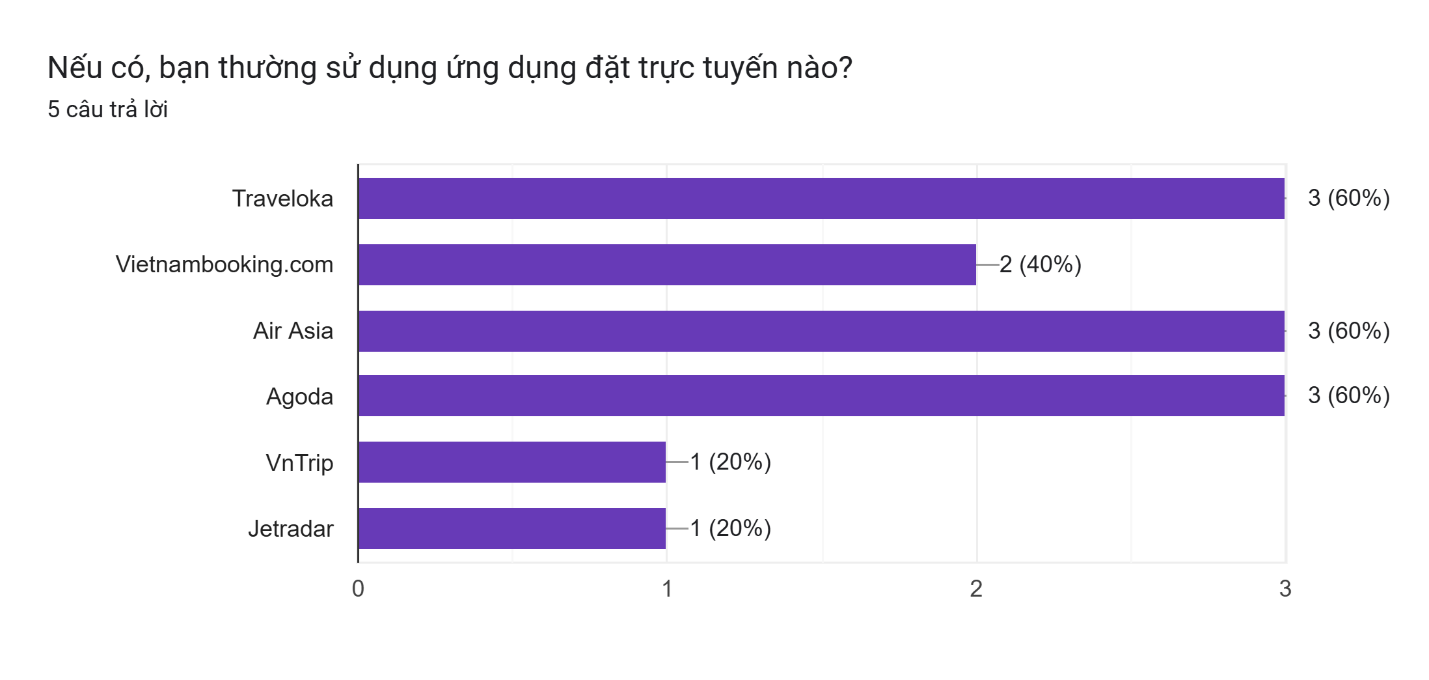 Nếu có, bạn thường sử dụng ứng dụng đặt trực tuyến nào?
5 câu trả lời
Traveloka 3 (60%)
Vietnambooking.com 2 (40%)
Air Asia 3 (60%)
Agoda 3 (60%)
VnTrip 1 (20%)
Jetradar 1 (20%)
0 1 2 3